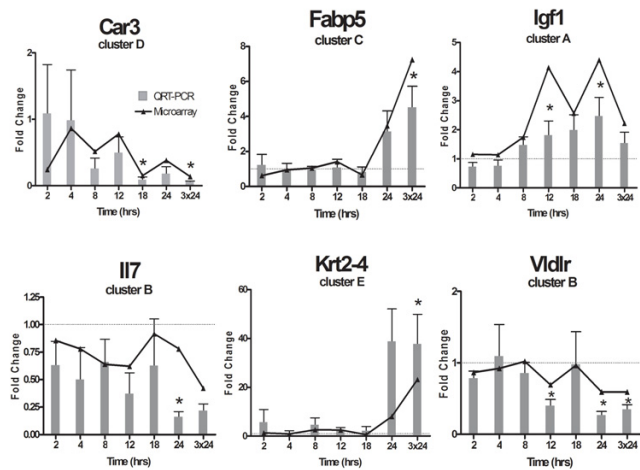 Car3
cluster D
Fold Change
2
1
0
QRT-PCR
Microarray
* *
2 4 8 12 18 24 3x24
Time (hrs)
Fabp5
cluster C
Fold Change
8
6
4
2
0
*
2 4 8 12 18 24 3x24
Time (hrs)
Igf1
cluster A
Fold Change
5
4
3
2
1
0
* *
2 4 8 12 18 24 3x24
Time (hrs)
Il7
cluster B
Fold Change
1.25
1.00
0.75
0.50
0.25
0.00
*
2 4 8 12 18 24 3x24
Time (hrs)
Krt2-4
cluster E
Fold Change
60
40
20
0
*
2 4 8 12 18 24 3x24
Time (hrs)
Vldlr
cluster B
Fold Change
2
1
0
* * *
2 4 8 12 18 24 3x24
Time (hrs)